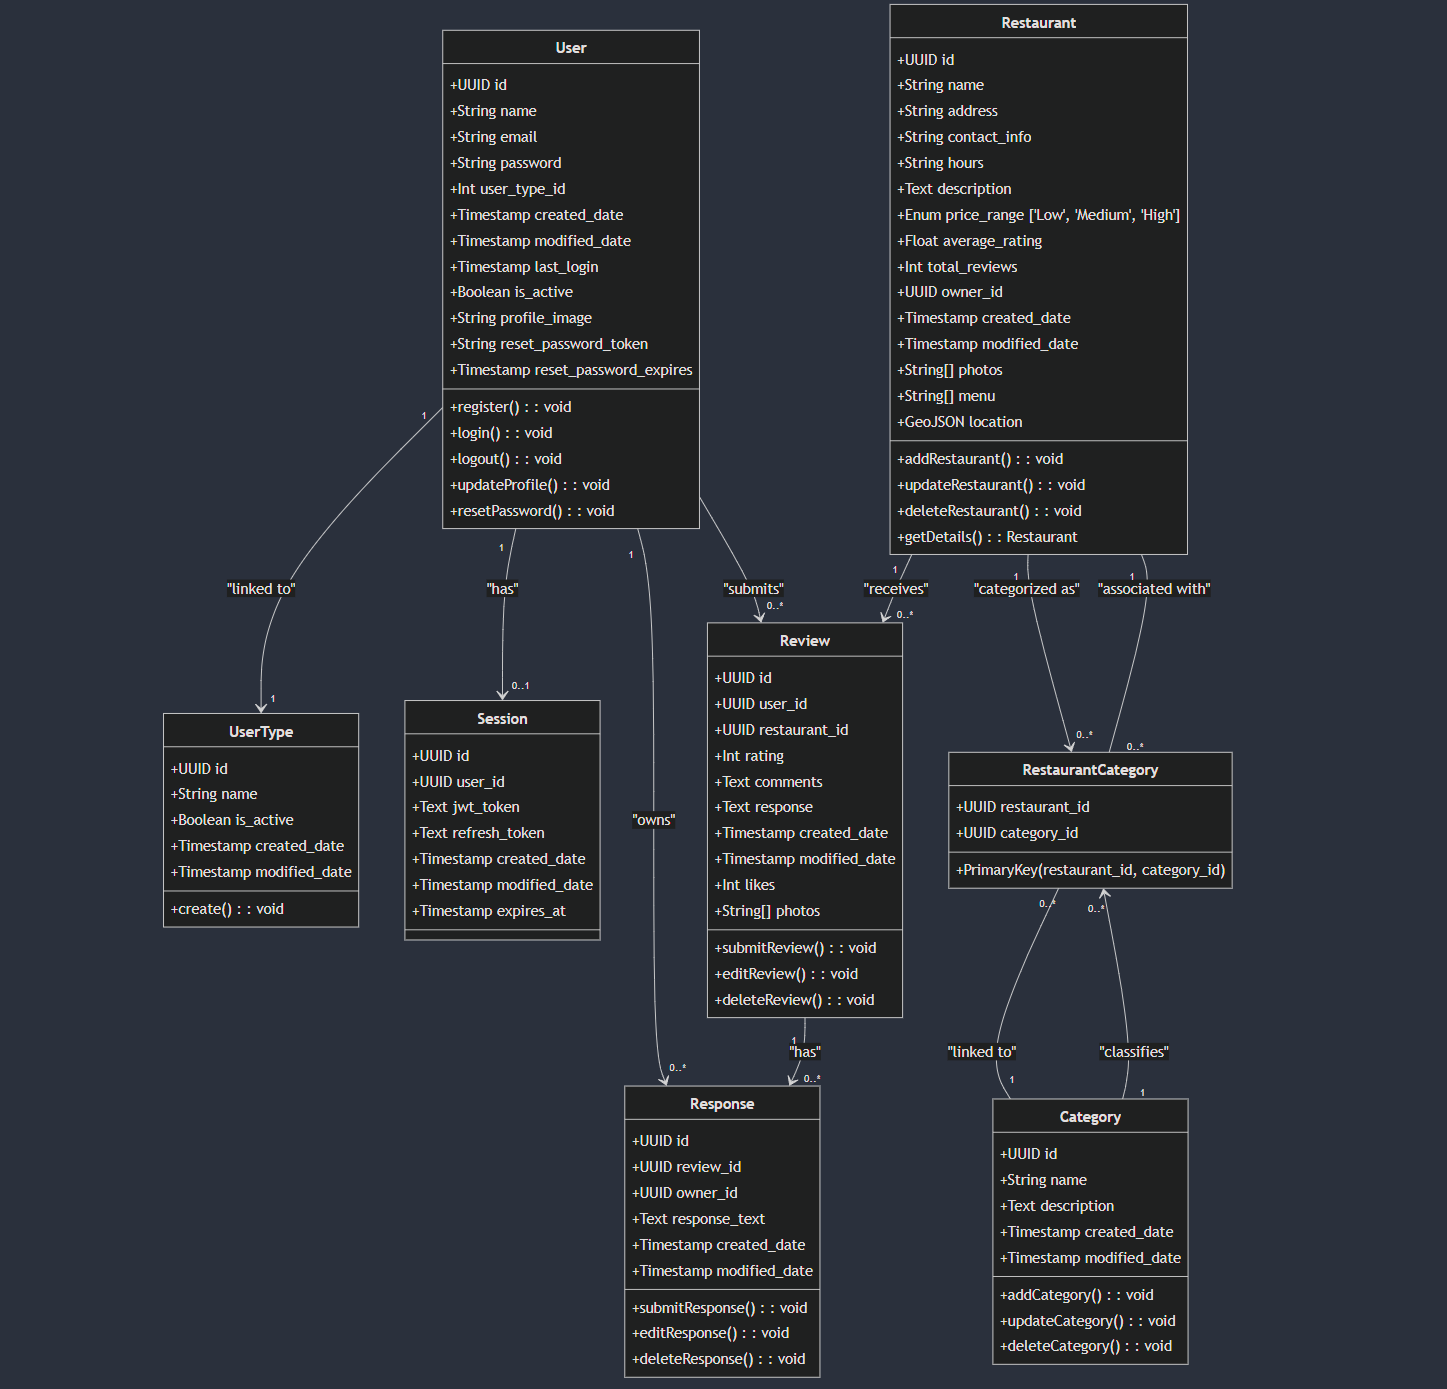 User
+UUID id
+String name
+String email
+String password
+Int user_type_id
+Timestamp created_date
+Timestamp modified_date
+Timestamp last_login
+Boolean is_active
+String profile_image
+String reset_password_token
+Timestamp reset_password_expires
+register() : : void
+login() : : void
+logout() : : void
+updateProfile() : : void
+resetPassword() : : void
Restaurant
+UUID id
+String name
+String address
+String contact_info
+String hours
+Text description
+Enum price_range ['Low', 'Medium', 'High']
+Float average_rating
+Int total_reviews
+UUID owner_id
+Timestamp created_date
+Timestamp modified_date
+String[] photos
+String[] menu
+GeoJSON location
+addRestaurant() : : void
+updateRestaurant() : : void
+deleteRestaurant() : : void
+getDetails() : : Restaurant
1
"linked to"
1
1
"has"
0..1
1
"owns"
0..*
"submits"
0..*
1
"receives"
0..*
1
"categorized as"
0..*
1
"associated with"
0..*
UserType
+UUID id
+String name
+Boolean is_active
+Timestamp created_date
+Timestamp modified_date
+create() : : void
Session
+UUID id
+UUID user_id
+Text jwt_token
+Text refresh_token
+Timestamp created_date
+Timestamp modified_date
+Timestamp expires_at
Review
+UUID id
+UUID user_id
+UUID restaurant_id
+Int rating
+Text comments
+Text response
+Timestamp created_date
+Timestamp modified_date
+Int likes
+String[] photos
+submitReview() : : void
+editReview() : : void
+deleteReview() : : void
RestaurantCategory
+UUID restaurant_id
+UUID category_id
+PrimaryKey(restaurant_id, category_id)
1
"has"
0..*
0..*
"linked to"
1
0..*
"classifies"
1
Response
+UUID id
+UUID review_id
+UUID owner_id
+Text response_text
+Timestamp created_date
+Timestamp modified_date
+submitResponse() : : void
+editResponse() : : void
+deleteResponse() : : void
Category
+UUID id
+String name
+Text description
+Timestamp created_date
+Timestamp modified_date
+addCategory() : : void
+updateCategory() : : void
+deleteCategory() : : void